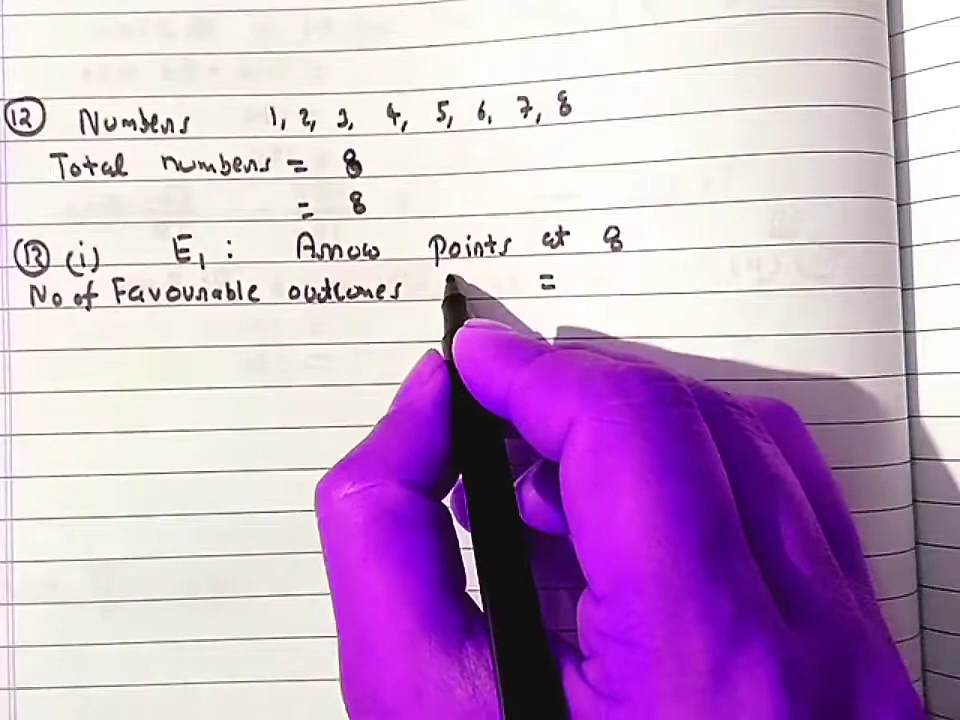 12 Numbers 1, 2, 3, 4, 5, 6, 7, 8
Total numbers = 8
= 8
13 (i) E1 : Arrow points at 8
No of Favourable outcomes =